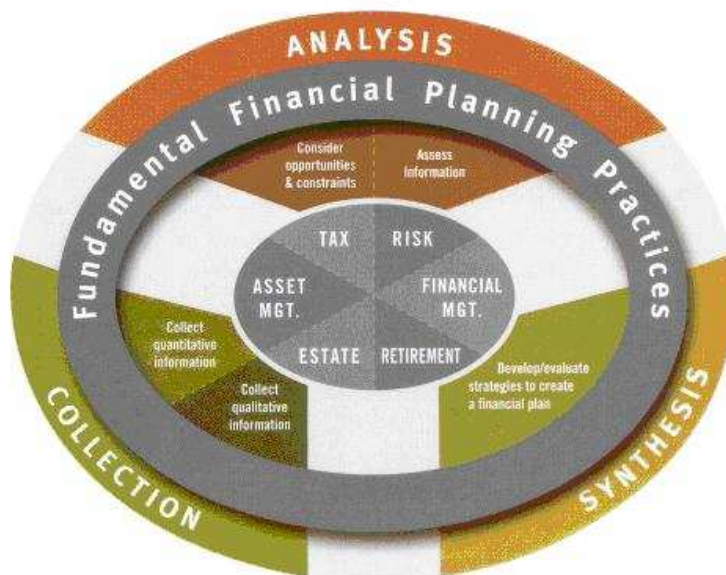 ANALYSIS
Fundamental Financial Planning Practices
Consider
opportunities
& constraints
Assess
information
TAX
RISK
ASSET
MGT.
FINANCIAL
MGT.
ESTATE
RETIREMENT
Collect
quantitative
information
Collect
qualitative
information
Develop/evaluate
strategies to create
a financial plan
COLLECTION
SYNTHESIS